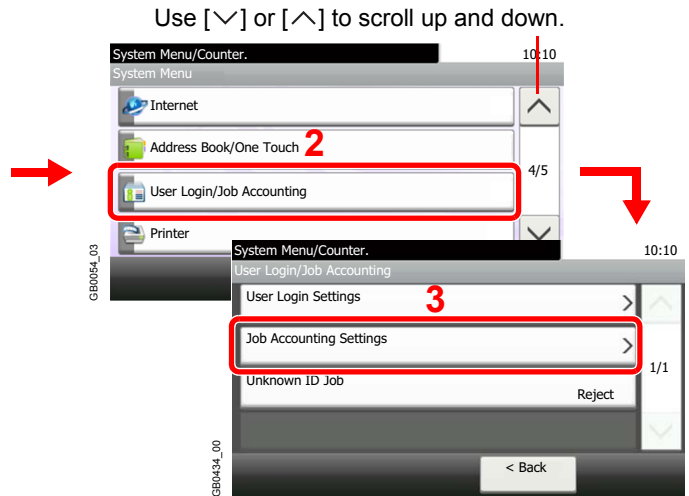 Use [∨] or [∧] to scroll up and down.
System Menu/Counter.
10:10
System Menu
Internet
Address Book/One Touch
2
4/5
User Login/Job Accounting
Printer
GB0054_03
System Menu/Counter.
10:10
User Login/Job Accounting
User Login Settings
3
Job Accounting Settings
1/1
Unknown ID Job
Reject
< Back
GB0434_00